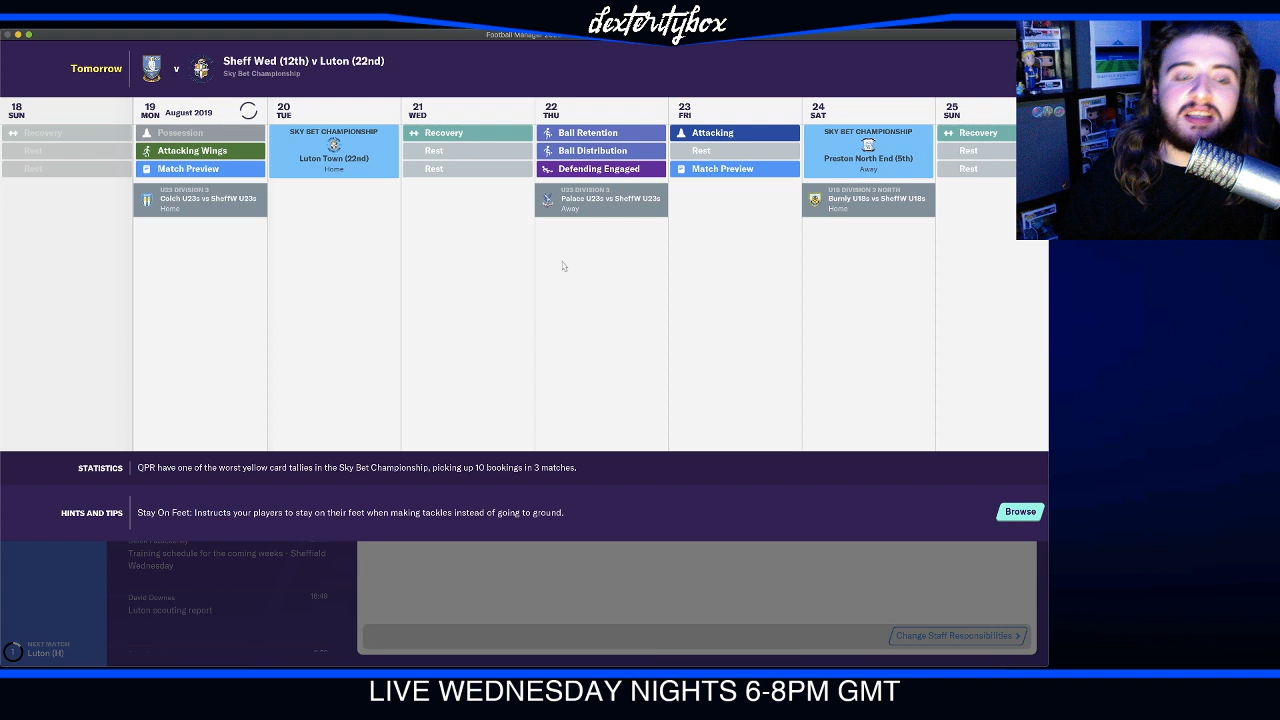 dexteritybox
Football Manager 20
Tomorrow
v
Sheff Wed (12th) v Luton (22nd)
Sky Bet Championship
18
SUN
19
MON August 2019
20
TUE
21
WED
22
THU
23
FRI
24
SAT
25
SUN
Recovery
Rest
Rest
Possession
Attacking Wings
Match Preview
U23 DIVISION 3
Colch U23s vs SheffW U23s
Home
SKY BET CHAMPIONSHIP
Luton Town (22nd)
Home
Recovery
Rest
Rest
Ball Retention
Ball Distribution
Defending Engaged
U23 DIVISION 3
Palace U23s vs SheffW U23s
Away
Attacking
Rest
Match Preview
SKY BET CHAMPIONSHIP
Preston North End (5th)
Away
U18 DIVISION 2 NORTH
Burnly U18s vs SheffW U18s
Home
Recovery
Rest
Rest
STATISTICS
QPR have one of the worst yellow card tallies in the Sky Bet Championship, picking up 10 bookings in 3 matches.
HINTS AND TIPS
Stay On Feet: Instructs your players to stay on their feet when making tackles instead of going to ground.
Browse
Training schedule for the coming weeks - Sheffield
Wednesday
David Downes
Luton scouting report
Change Staff Responsibilities >
1
NEXT MATCH
Luton (H)
LIVE WEDNESDAY NIGHTS 6-8PM GMT